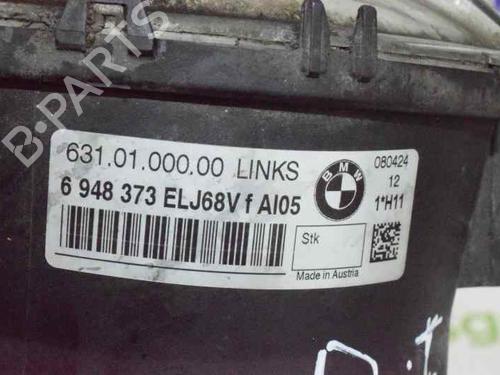 B-PARTS
631.01.000.00 LINKS
6 948 373 ELJ68V f AI05
BMW
080424
12
1*H11
Stk
Made in Austria